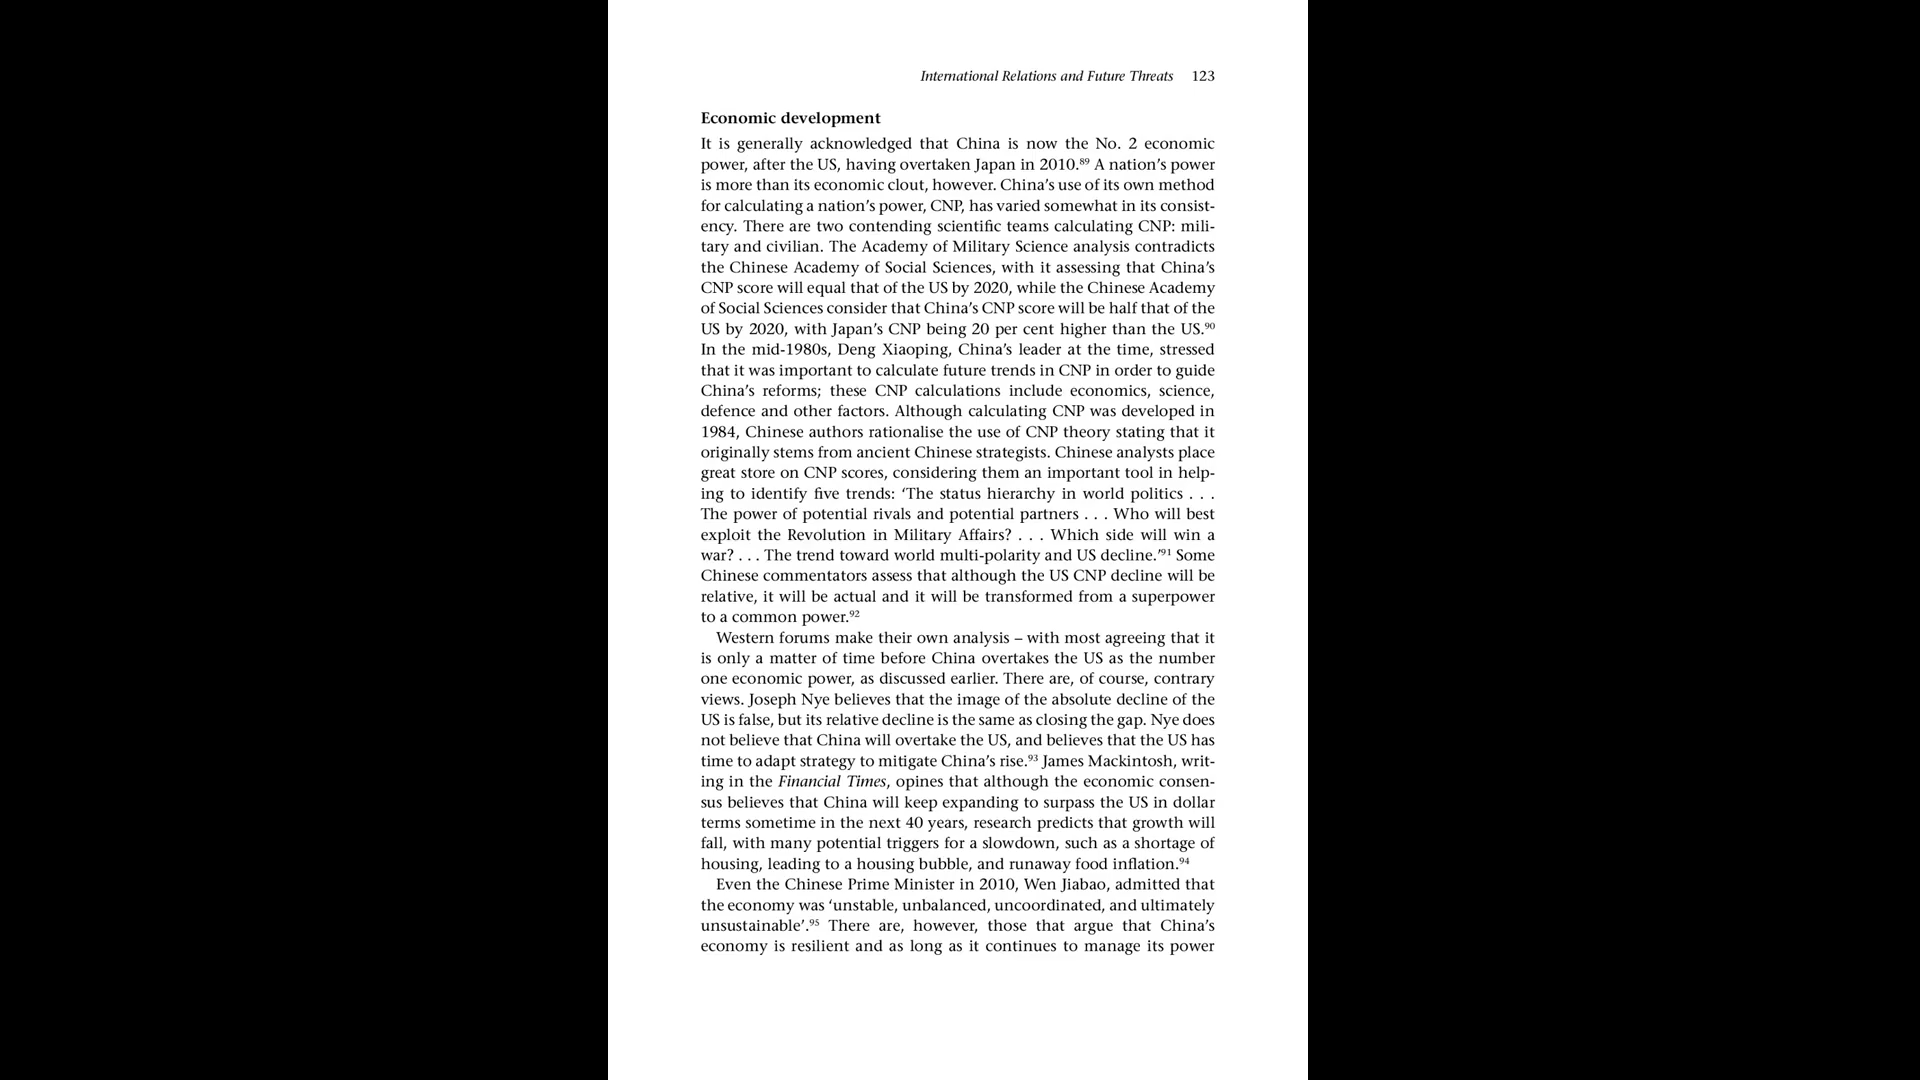 International Relations and Future Threats 123
Economic development
It is generally acknowledged that China is now the No. 2 economic
power, after the US, having overtaken Japan in 2010.⁸⁹ A nation’s power
is more than its economic clout, however. China’s use of its own method
for calculating a nation’s power, CNP, has varied somewhat in its consist-
ency. There are two contending scientific teams calculating CNP: mili-
tary and civilian. The Academy of Military Science analysis contradicts
the Chinese Academy of Social Sciences, with it assessing that China’s
CNP score will equal that of the US by 2020, while the Chinese Academy
of Social Sciences consider that China’s CNP score will be half that of the
US by 2020, with Japan’s CNP being 20 per cent higher than the US.⁹⁰
In the mid-1980s, Deng Xiaoping, China’s leader at the time, stressed
that it was important to calculate future trends in CNP in order to guide
China’s reforms; these CNP calculations include economics, science,
defence and other factors. Although calculating CNP was developed in
1984, Chinese authors rationalise the use of CNP theory stating that it
originally stems from ancient Chinese strategists. Chinese analysts place
great store on CNP scores, considering them an important tool in help-
ing to identify five trends: ‘The status hierarchy in world politics . . .
The power of potential rivals and potential partners . . . Who will best
exploit the Revolution in Military Affairs? . . . Which side will win a
war? . . . The trend toward world multi-polarity and US decline.’⁹¹ Some
Chinese commentators assess that although the US CNP decline will be
relative, it will be actual and it will be transformed from a superpower
to a common power.⁹²
Western forums make their own analysis – with most agreeing that it
is only a matter of time before China overtakes the US as the number
one economic power, as discussed earlier. There are, of course, contrary
views. Joseph Nye believes that the image of the absolute decline of the
US is false, but its relative decline is the same as closing the gap. Nye does
not believe that China will overtake the US, and believes that the US has
time to adapt strategy to mitigate China’s rise.⁹³ James Mackintosh, writ-
ing in the Financial Times, opines that although the economic consen-
sus believes that China will keep expanding to surpass the US in dollar
terms sometime in the next 40 years, research predicts that growth will
fall, with many potential triggers for a slowdown, such as a shortage of
housing, leading to a housing bubble, and runaway food inflation.⁹⁴
Even the Chinese Prime Minister in 2010, Wen Jiabao, admitted that
the economy was ‘unstable, unbalanced, uncoordinated, and ultimately
unsustainable’.⁹⁵ There are, however, those that argue that China’s
economy is resilient and as long as it continues to manage its power